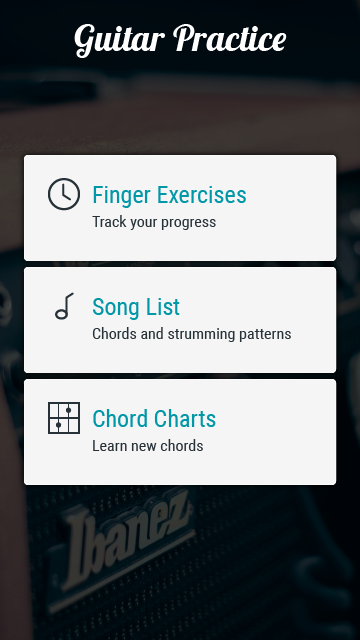 Guitar Practice
Finger Exercises
Track your progress
Song List
Chords and strumming patterns
Chord Charts
Learn new chords
Ibanez